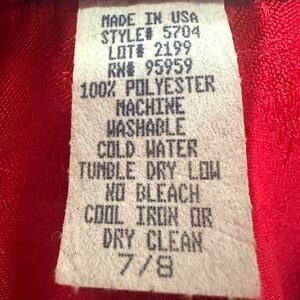 MADE IN USA
STYLE# 5704
LOT# 2199
RN# 95959
100% POLYESTER
MACHINE
WASHABLE
COLD WATER
TUMBLE DRY LOW
NO BLEACH
COOL IRON OR
DRY CLEAN
7/8